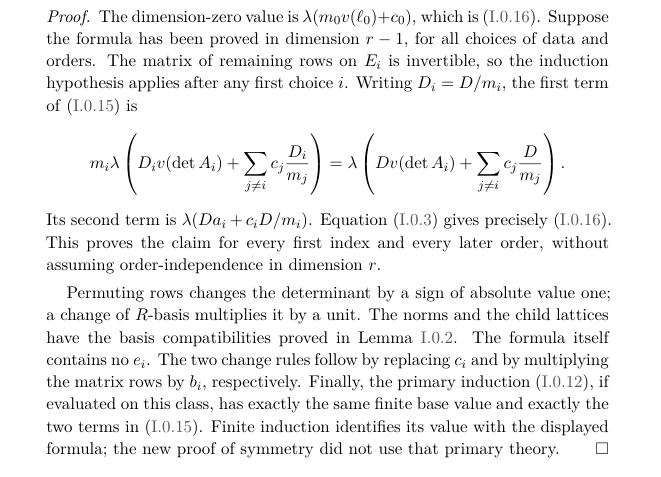 Proof. The dimension-zero value is λ(m₀v(ℓ₀)+c₀), which is (I.0.16). Suppose
the formula has been proved in dimension r − 1, for all choices of data and
orders. The matrix of remaining rows on Eᵢ is invertible, so the induction
hypothesis applies after any first choice i. Writing Dᵢ = D/mᵢ, the first term
of (I.0.15) is
mᵢλ (Dᵢv(det Aᵢ) + ∑_{j≠i} cⱼ Dᵢ/mⱼ) = λ (Dv(det Aᵢ) + ∑_{j≠i} cⱼ D/mⱼ).
Its second term is λ(Daᵢ + cᵢD/mᵢ). Equation (I.0.3) gives precisely (I.0.16).
This proves the claim for every first index and every later order, without
assuming order-independence in dimension r.
Permuting rows changes the determinant by a sign of absolute value one;
a change of R-basis multiplies it by a unit. The norms and the child lattices
have the basis compatibilities proved in Lemma I.0.2. The formula itself
contains no eᵢ. The two change rules follow by replacing cᵢ and by multiplying
the matrix rows by bᵢ, respectively. Finally, the primary induction (I.0.12), if
evaluated on this class, has exactly the same finite base value and exactly the
two terms in (I.0.15). Finite induction identifies its value with the displayed
formula; the new proof of symmetry did not use that primary theory. □